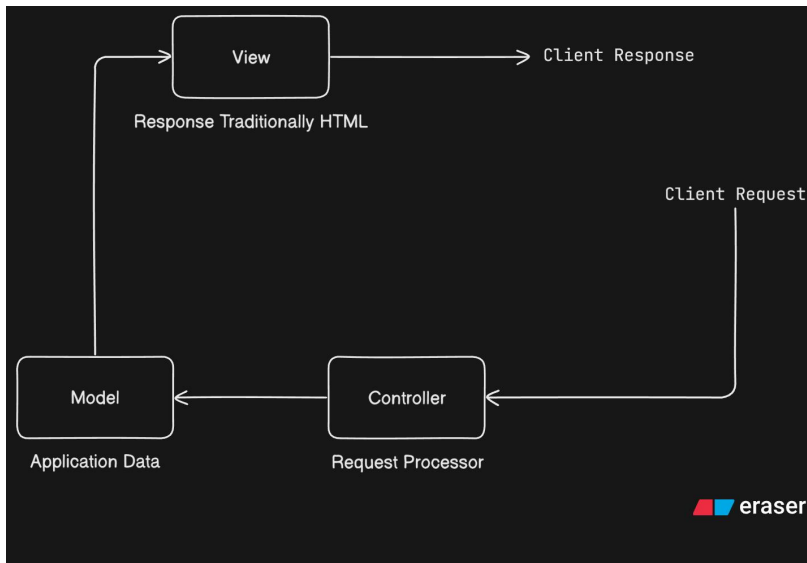 View
Client Response
Response Traditionally HTML
Client Request
Model
Controller
Application Data
Request Processor
eraser